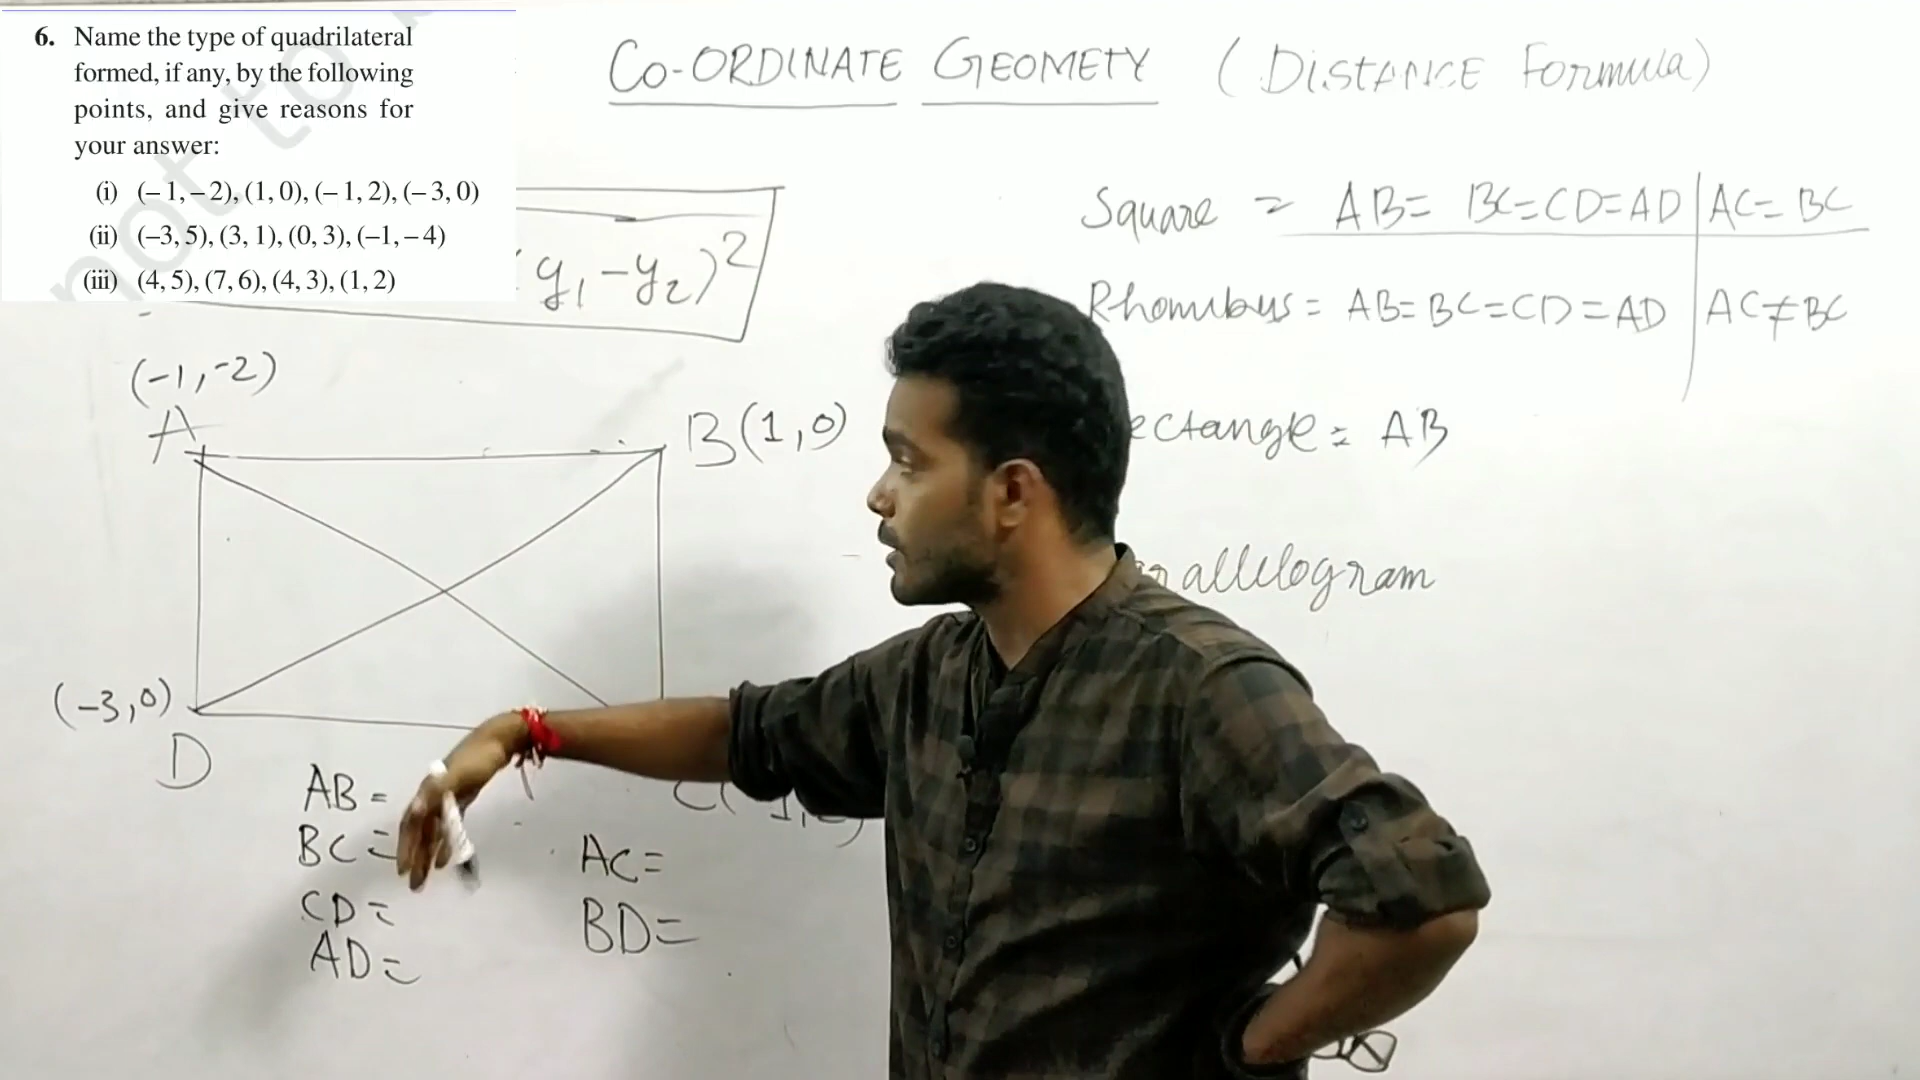 6. Name the type of quadrilateral
formed, if any, by the following
points, and give reasons for
your answer:
(i) (– 1, – 2), (1, 0), (– 1, 2), (– 3, 0)
(ii) (–3, 5), (3, 1), (0, 3), (–1, – 4)
(iii) (4, 5), (7, 6), (4, 3), (1, 2)
not to
CO-ORDINATE GEOMETY (DISTANCE Formula)
y₁-y₂)²
Square = AB= BC=CD=AD | AC= BC
Rhombus = AB=BC=CD=AD | AC≠BC
ectangle = AB
rallelogram
(-1,-2)
A
B(1,0)
(-3,0)
D
C(
AB=
BC=
CD=
AD=
AC=
BD=